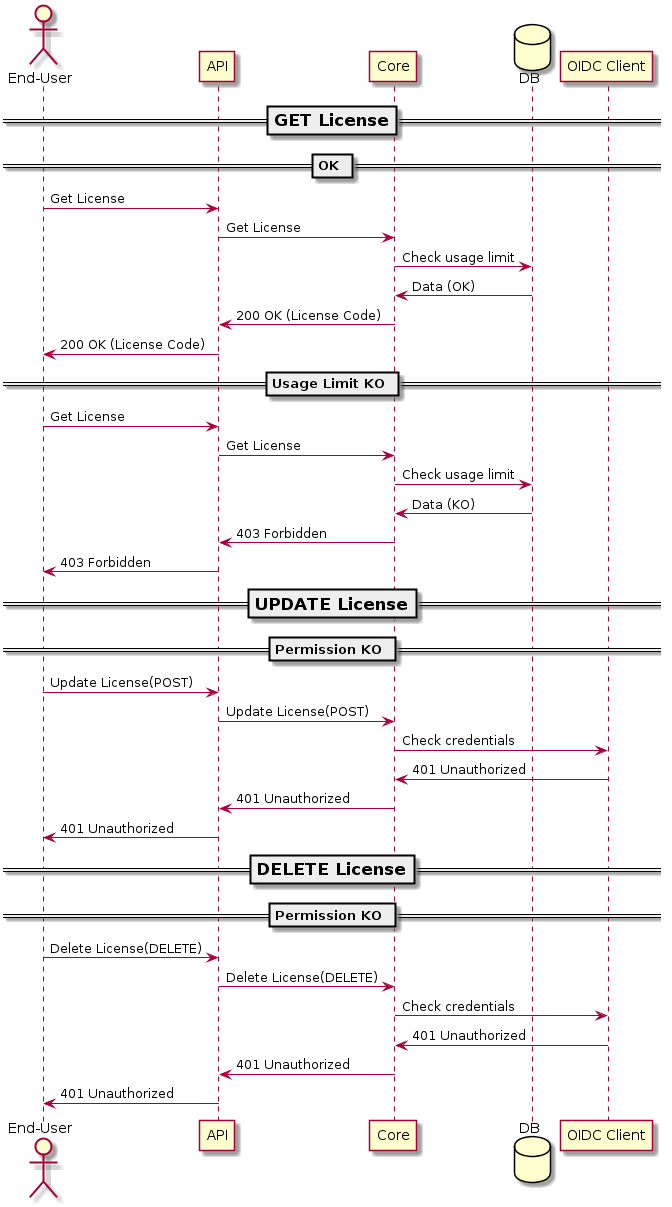 End-User
API
Core
DB
OIDC Client
GET License
OK
Get License
Get License
Check usage limit
Data (OK)
200 OK (License Code)
200 OK (License Code)
Usage Limit KO
Get License
Get License
Check usage limit
Data (KO)
403 Forbidden
403 Forbidden
UPDATE License
Permission KO
Update License(POST)
Update License(POST)
Check credentials
401 Unauthorized
401 Unauthorized
401 Unauthorized
DELETE License
Permission KO
Delete License(DELETE)
Delete License(DELETE)
Check credentials
401 Unauthorized
401 Unauthorized
401 Unauthorized
End-User
API
Core
DB
OIDC Client